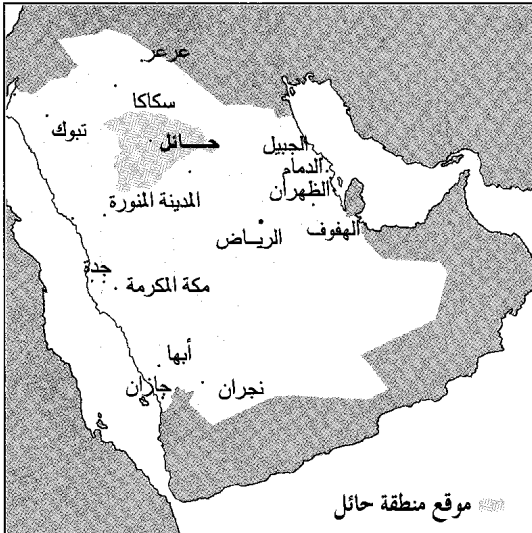 عرعر
سكاكا
تبوك
حـــائل
الجبيل
الدمام
الظهران
المدينة المنورة
الهفوف
الريـاض
جدة
مكة المكرمة
أبها
جازان
نجران
موقع منطقة حائل